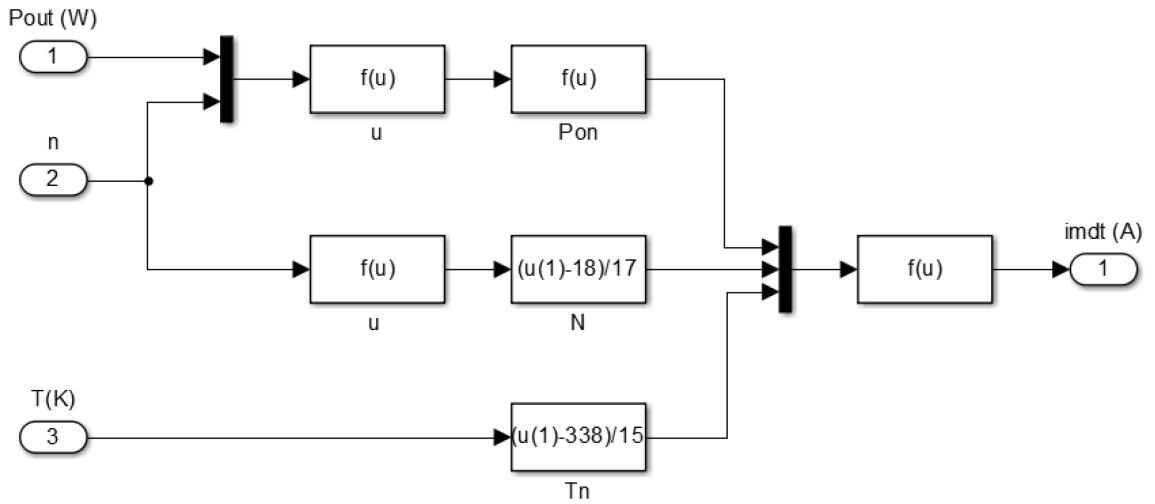 Pout (W)
1
f(u)
u
f(u)
Pon
n
2
f(u)
u
(u(1)-18)/17
N
imdt (A)
f(u)
1
T(K)
3
(u(1)-338)/15
Tn